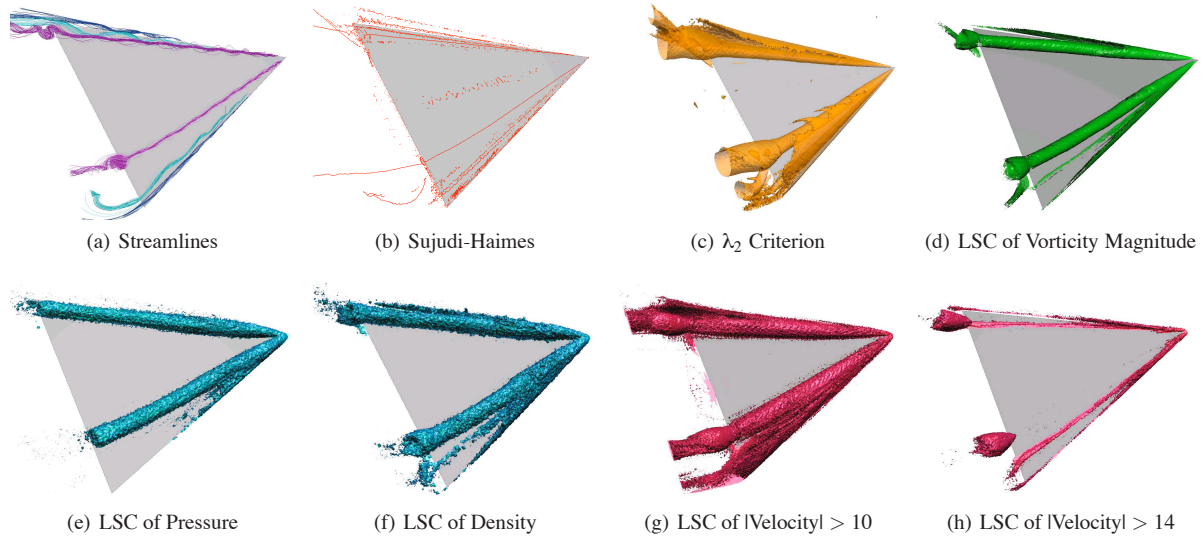 (a) Streamlines
(b) Sujudi-Haimes
(c) λ₂ Criterion
(d) LSC of Vorticity Magnitude
(e) LSC of Pressure
(f) LSC of Density
(g) LSC of |Velocity| > 10
(h) LSC of |Velocity| > 14